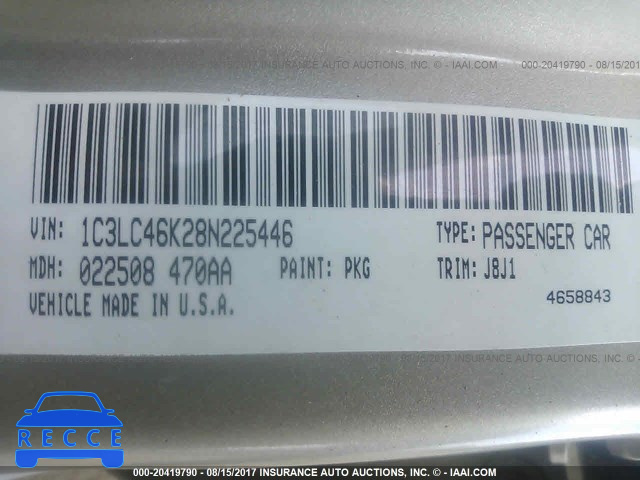 000-20419790 - 08/15/2017 INSURANCE AUTO AUCTIONS, INC. © - IAAI.COM
VIN: 1C3LC46K28N225446 TYPE: PASSENGER CAR
MDH: 022508 470AA PAINT: PKG TRIM: J8J1
VEHICLE MADE IN U.S.A.
4658843
RECCE
000-20419790 - 08/15/2017 INSURANCE AUTO AUCTIONS, INC. © - IAAI.COM